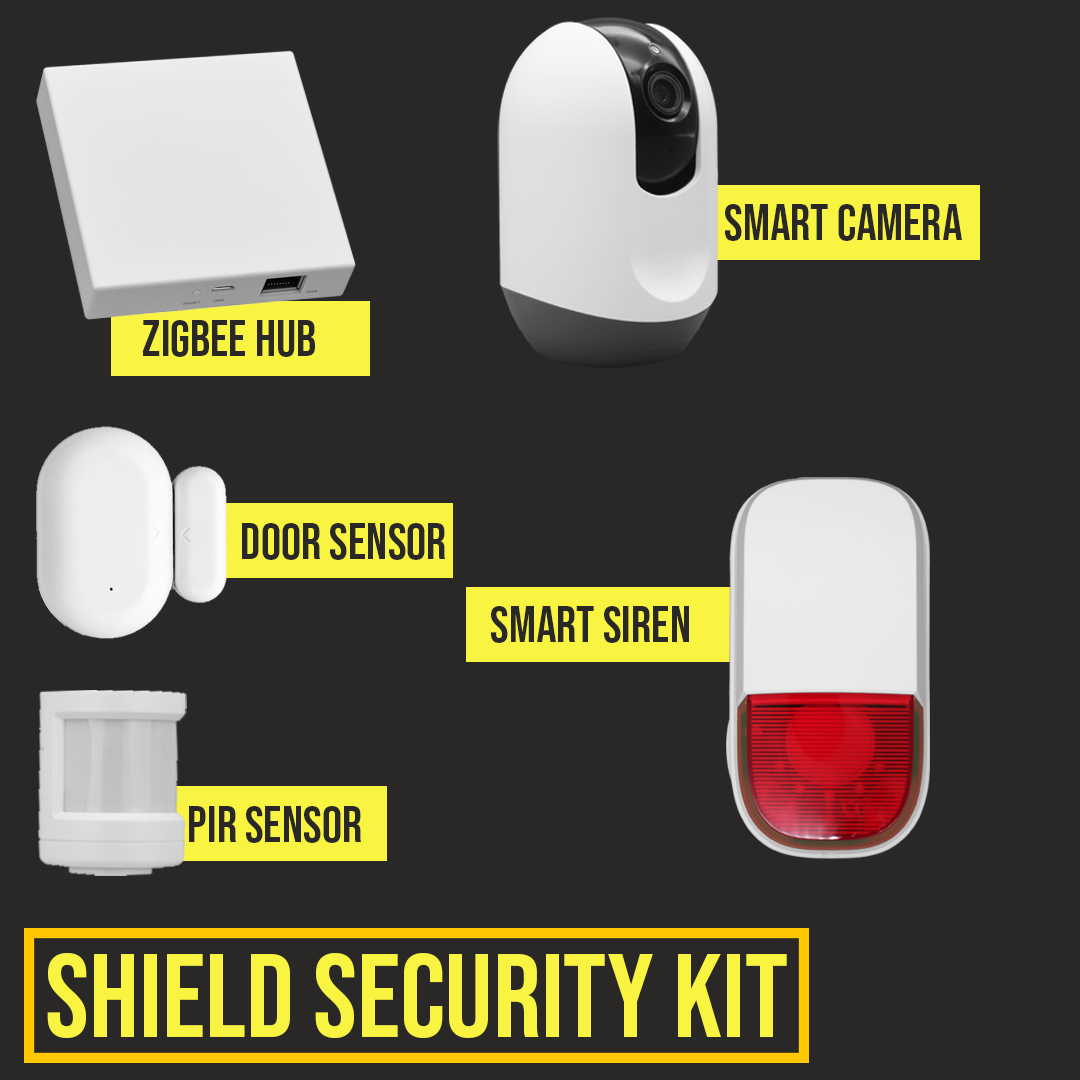 SMART CAMERA
ZIGBEE HUB
DOOR SENSOR
SMART SIREN
PIR SENSOR
SHIELD SECURITY KIT